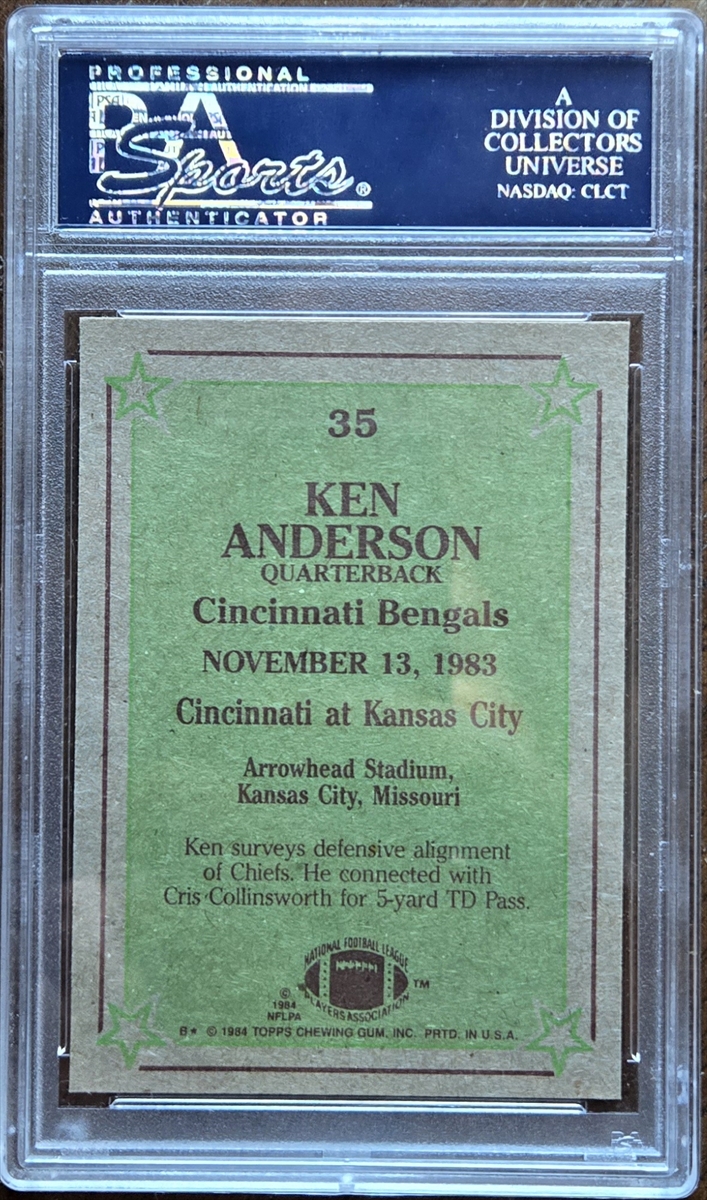 PROFESSIONAL
PSA
Sports®
AUTHENTICATOR
A
DIVISION OF
COLLECTORS
UNIVERSE
NASDAQ: CLCT
35
KEN
ANDERSON
QUARTERBACK
Cincinnati Bengals
NOVEMBER 13, 1983
Cincinnati at Kansas City
Arrowhead Stadium,
Kansas City, Missouri
Ken surveys defensive alignment
of Chiefs. He connected with
Cris Collinsworth for 5-yard TD Pass.
NATIONAL FOOTBALL LEAGUE
PLAYERS ASSOCIATION
™
©
1984
NFLPA
B* © 1984 TOPPS CHEWING GUM, INC. PRTD. IN U.S.A.
PSA